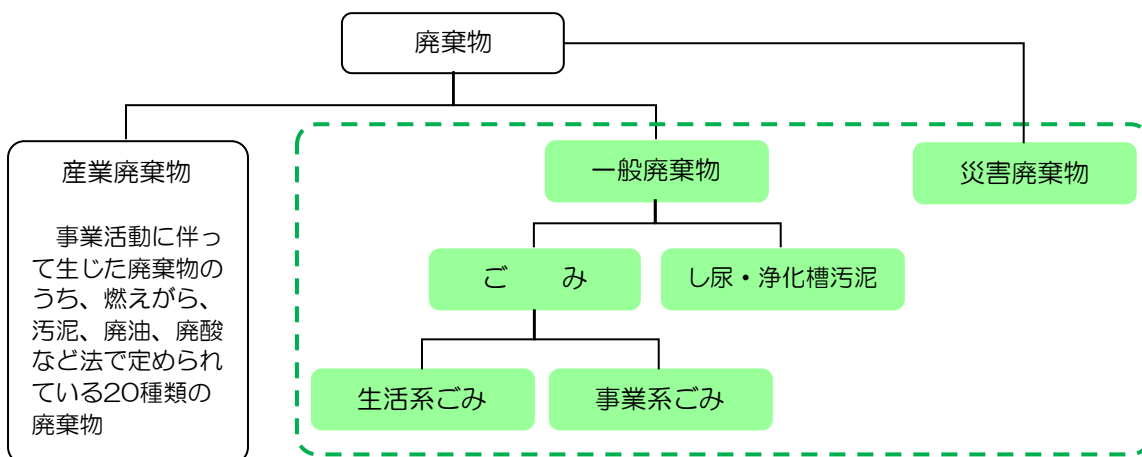 廃棄物
産業廃棄物
事業活動に伴っ
て生じた廃棄物の
うち、燃えがら、
汚泥、廃油、廃酸
など法で定められ
ている20種類の
廃棄物
一般廃棄物
災害廃棄物
ご　　み
し尿・浄化槽汚泥
生活系ごみ
事業系ごみ